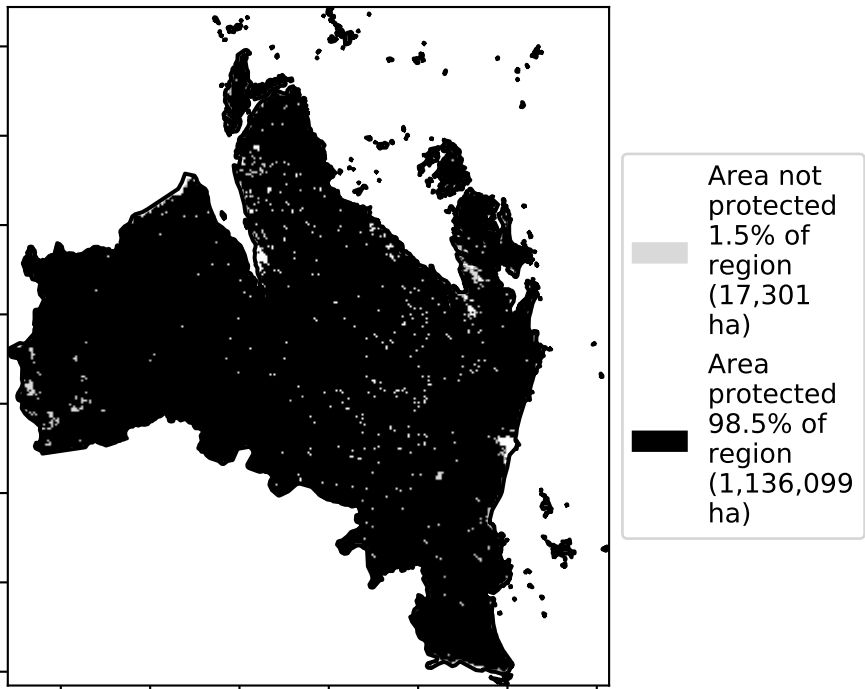 Area not
protected
1.5% of
region
(17,301
ha)
Area
protected
98.5% of
region
(1,136,099
ha)